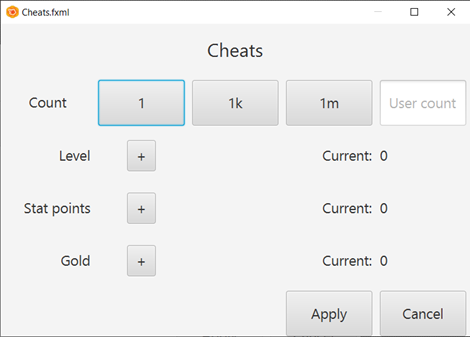 Cheats.fxml
Cheats
Count 1 1k 1m User count
Level + Current: 0
Stat points + Current: 0
Gold + Current: 0
Apply Cancel